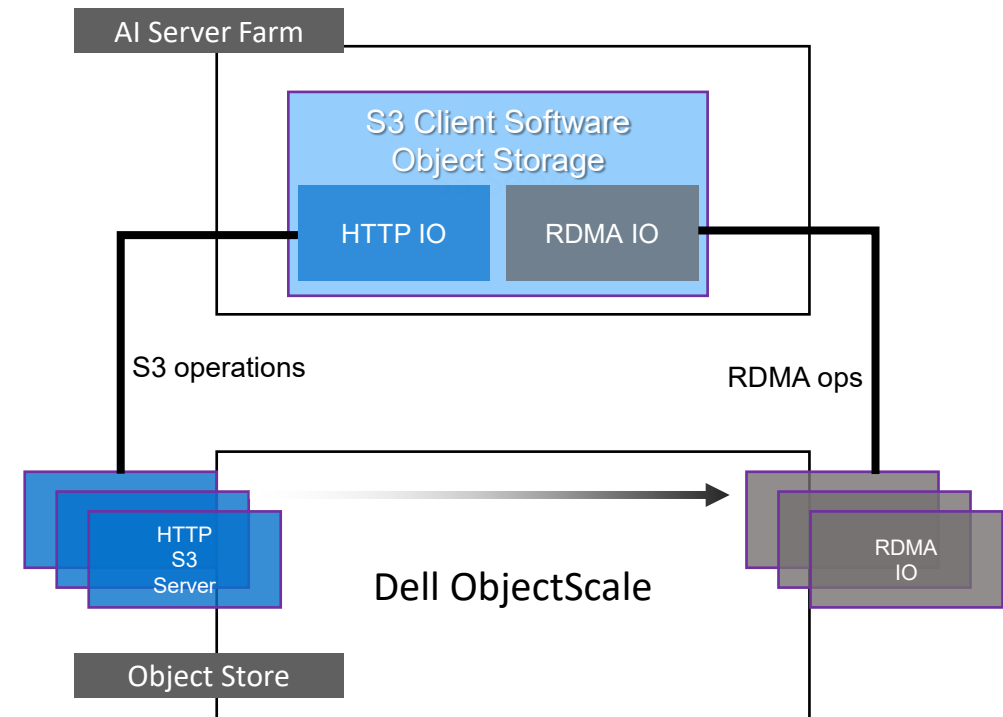 AI Server Farm
S3 Client Software
Object Storage
HTTP IO
RDMA IO
S3 operations
RDMA ops
HTTP
S3
Server
RDMA
IO
Dell ObjectScale
Object Store